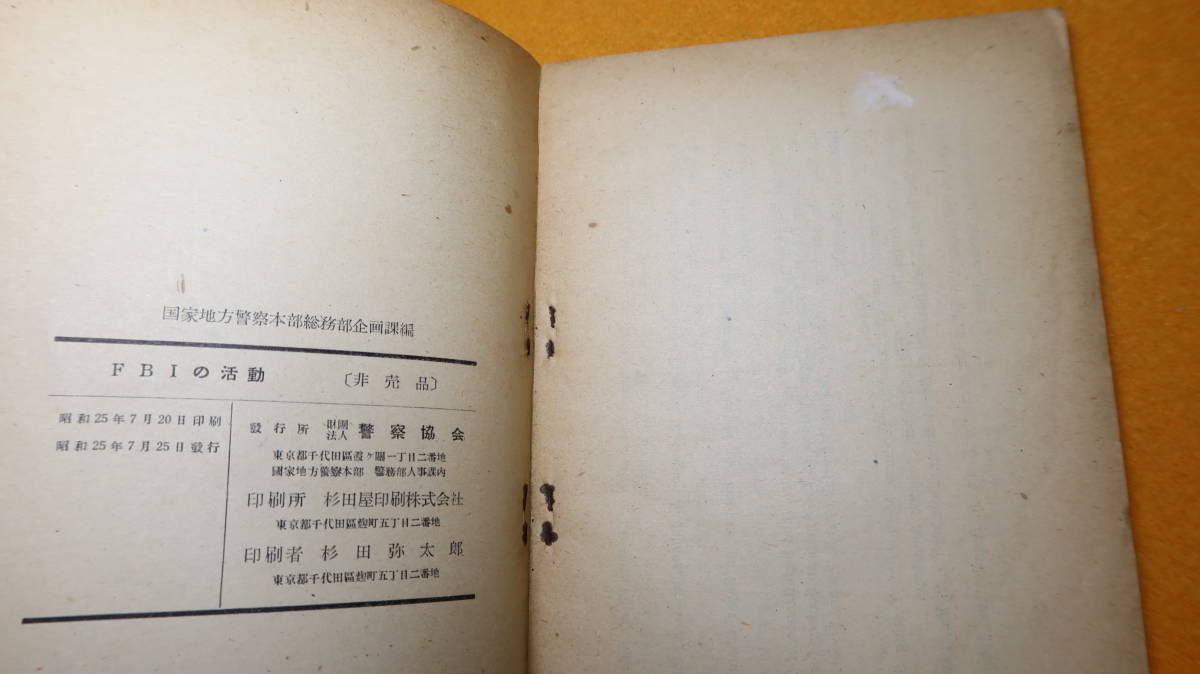 国家地方警察本部総務部企画課編
FBIの活動 〔非売品〕
昭和25年7月20日印刷
昭和25年7月25日發行
發行所 財團法人 警察協会
東京都千代田區霞ケ關一丁目二番地
国家地方警察本部 警務部人事課内
印刷所 杉田屋印刷株式会社
東京都千代田區麹町五丁目二番地
印刷者 杉田弥太郎
東京都千代田區麹町五丁目二番地